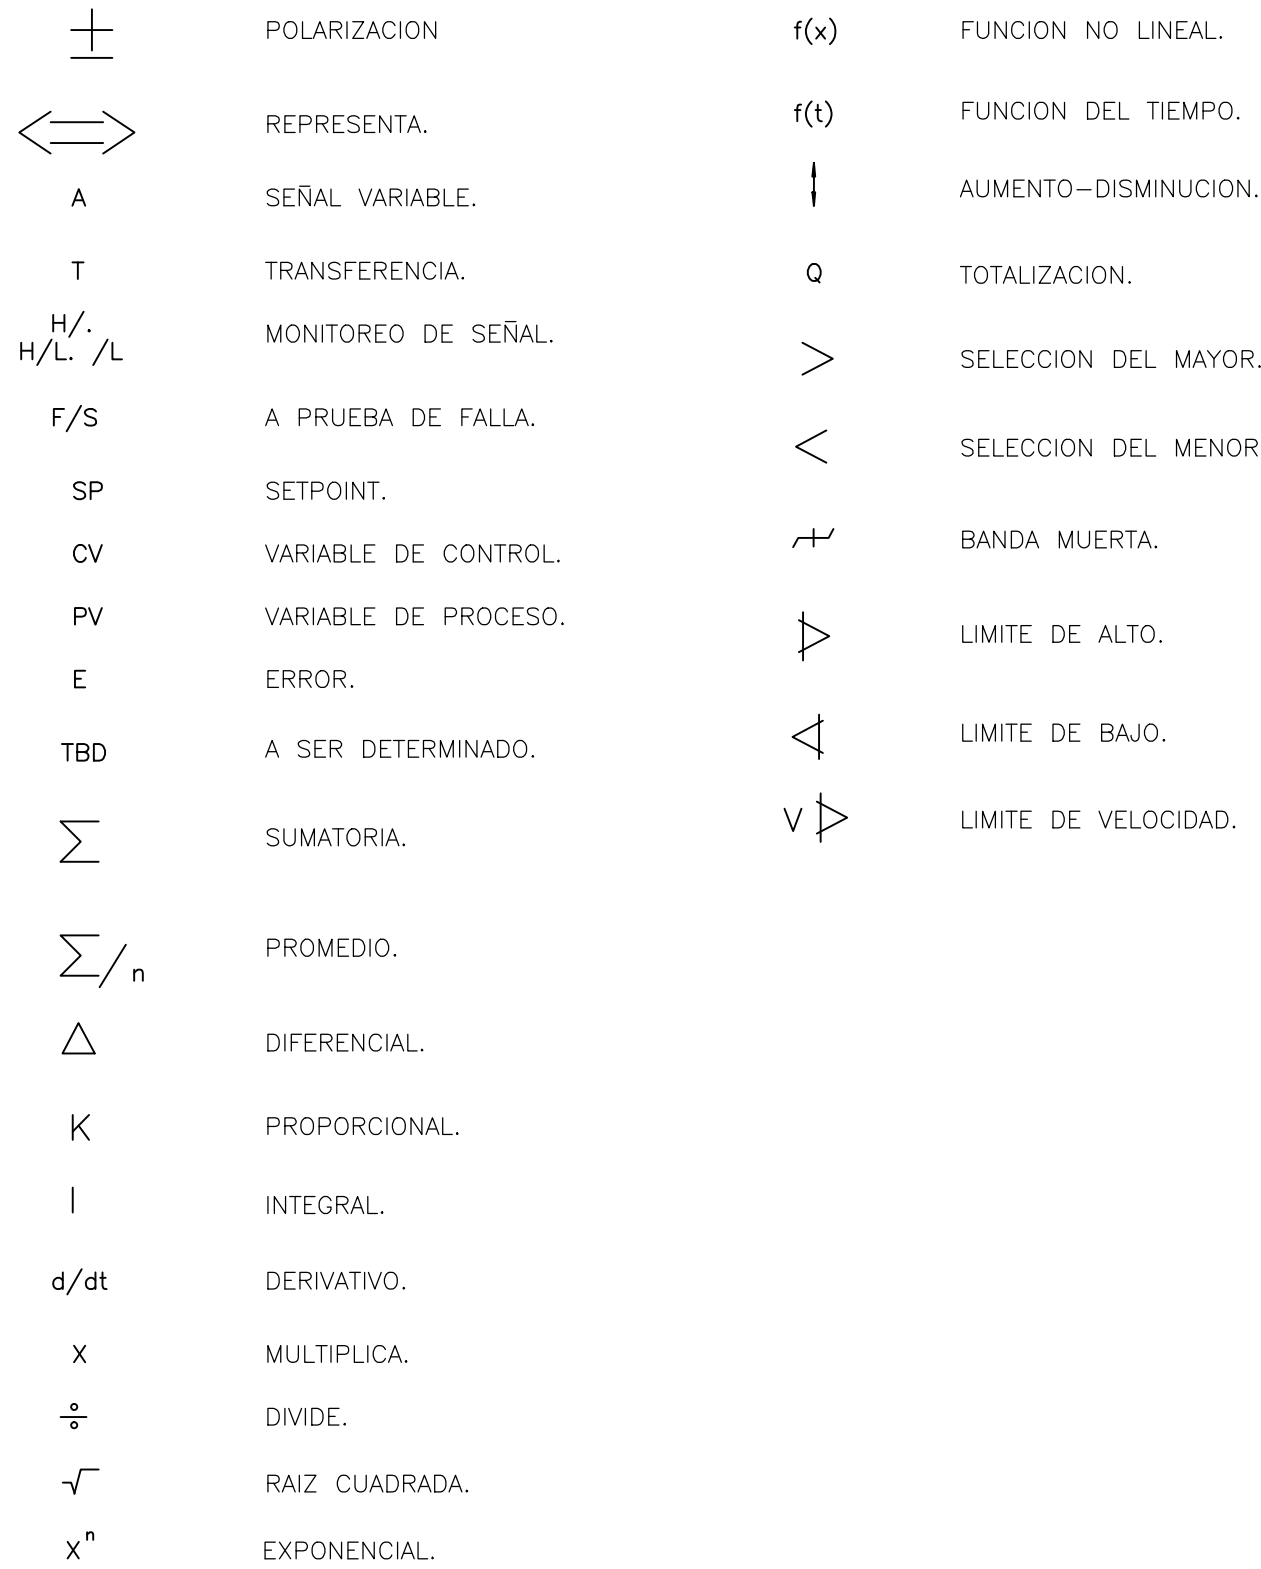 ± POLARIZACION
⟺ REPRESENTA.
A SEÑAL VARIABLE.
T TRANSFERENCIA.
H/.
H/L. /L MONITOREO DE SEÑAL.
F/S A PRUEBA DE FALLA.
SP SETPOINT.
CV VARIABLE DE CONTROL.
PV VARIABLE DE PROCESO.
E ERROR.
TBD A SER DETERMINADO.
∑ SUMATORIA.
∑/n PROMEDIO.
△ DIFERENCIAL.
K PROPORCIONAL.
I INTEGRAL.
d/dt DERIVATIVO.
X MULTIPLICA.
÷ DIVIDE.
√ RAIZ CUADRADA.
Xⁿ EXPONENCIAL.
f(x) FUNCION NO LINEAL.
f(t) FUNCION DEL TIEMPO.
↕ AUMENTO-DISMINUCION.
Q TOTALIZACION.
> SELECCION DEL MAYOR.
< SELECCION DEL MENOR
BANDA MUERTA.
LIMITE DE ALTO.
LIMITE DE BAJO.
V LIMITE DE VELOCIDAD.